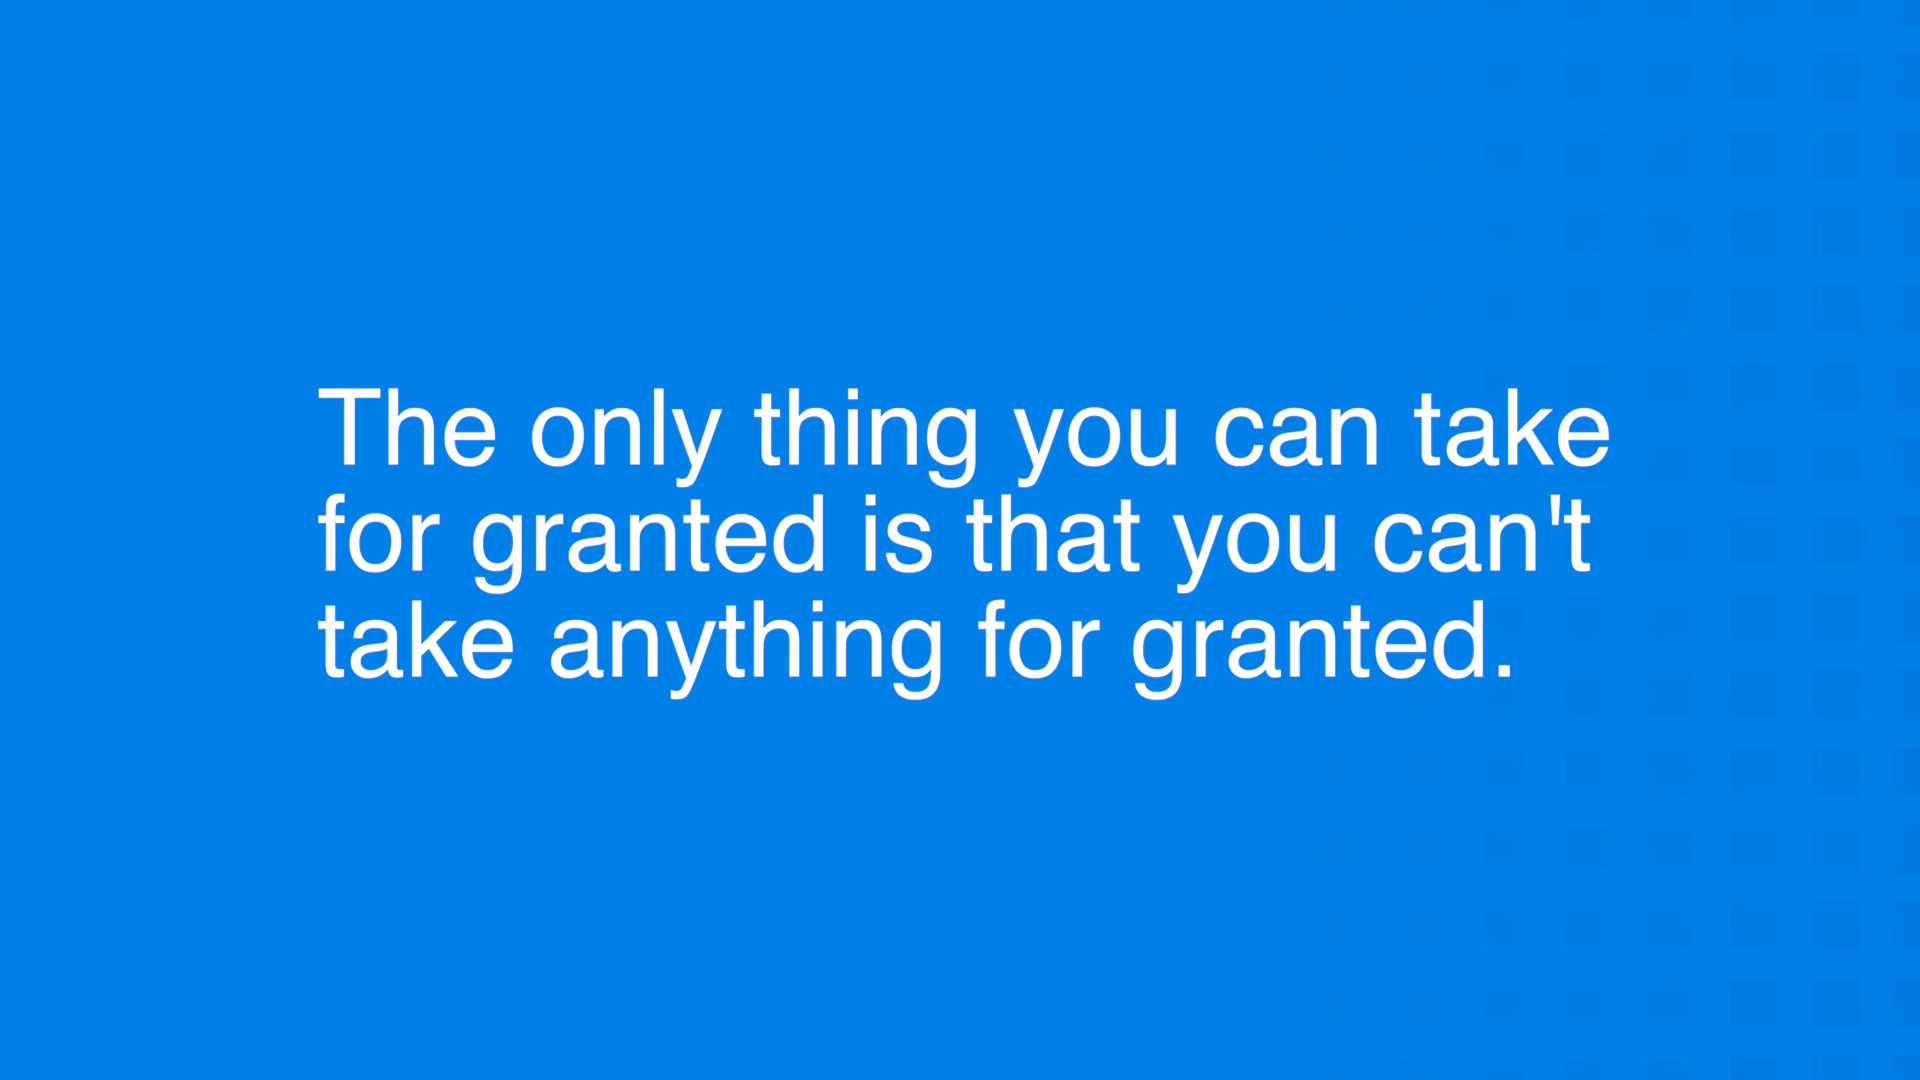 The only thing you can take
for granted is that you can't
take anything for granted.